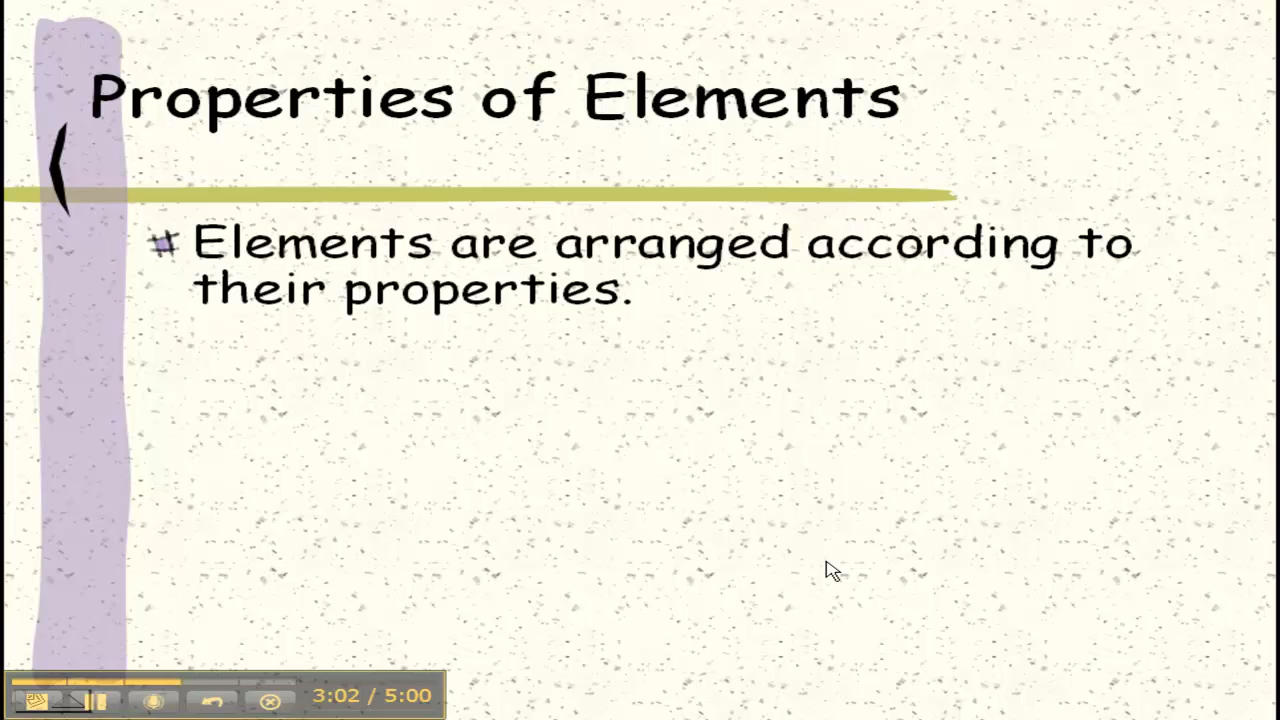 Properties of Elements
Elements are arranged according to
their properties.
3:02 / 5:00